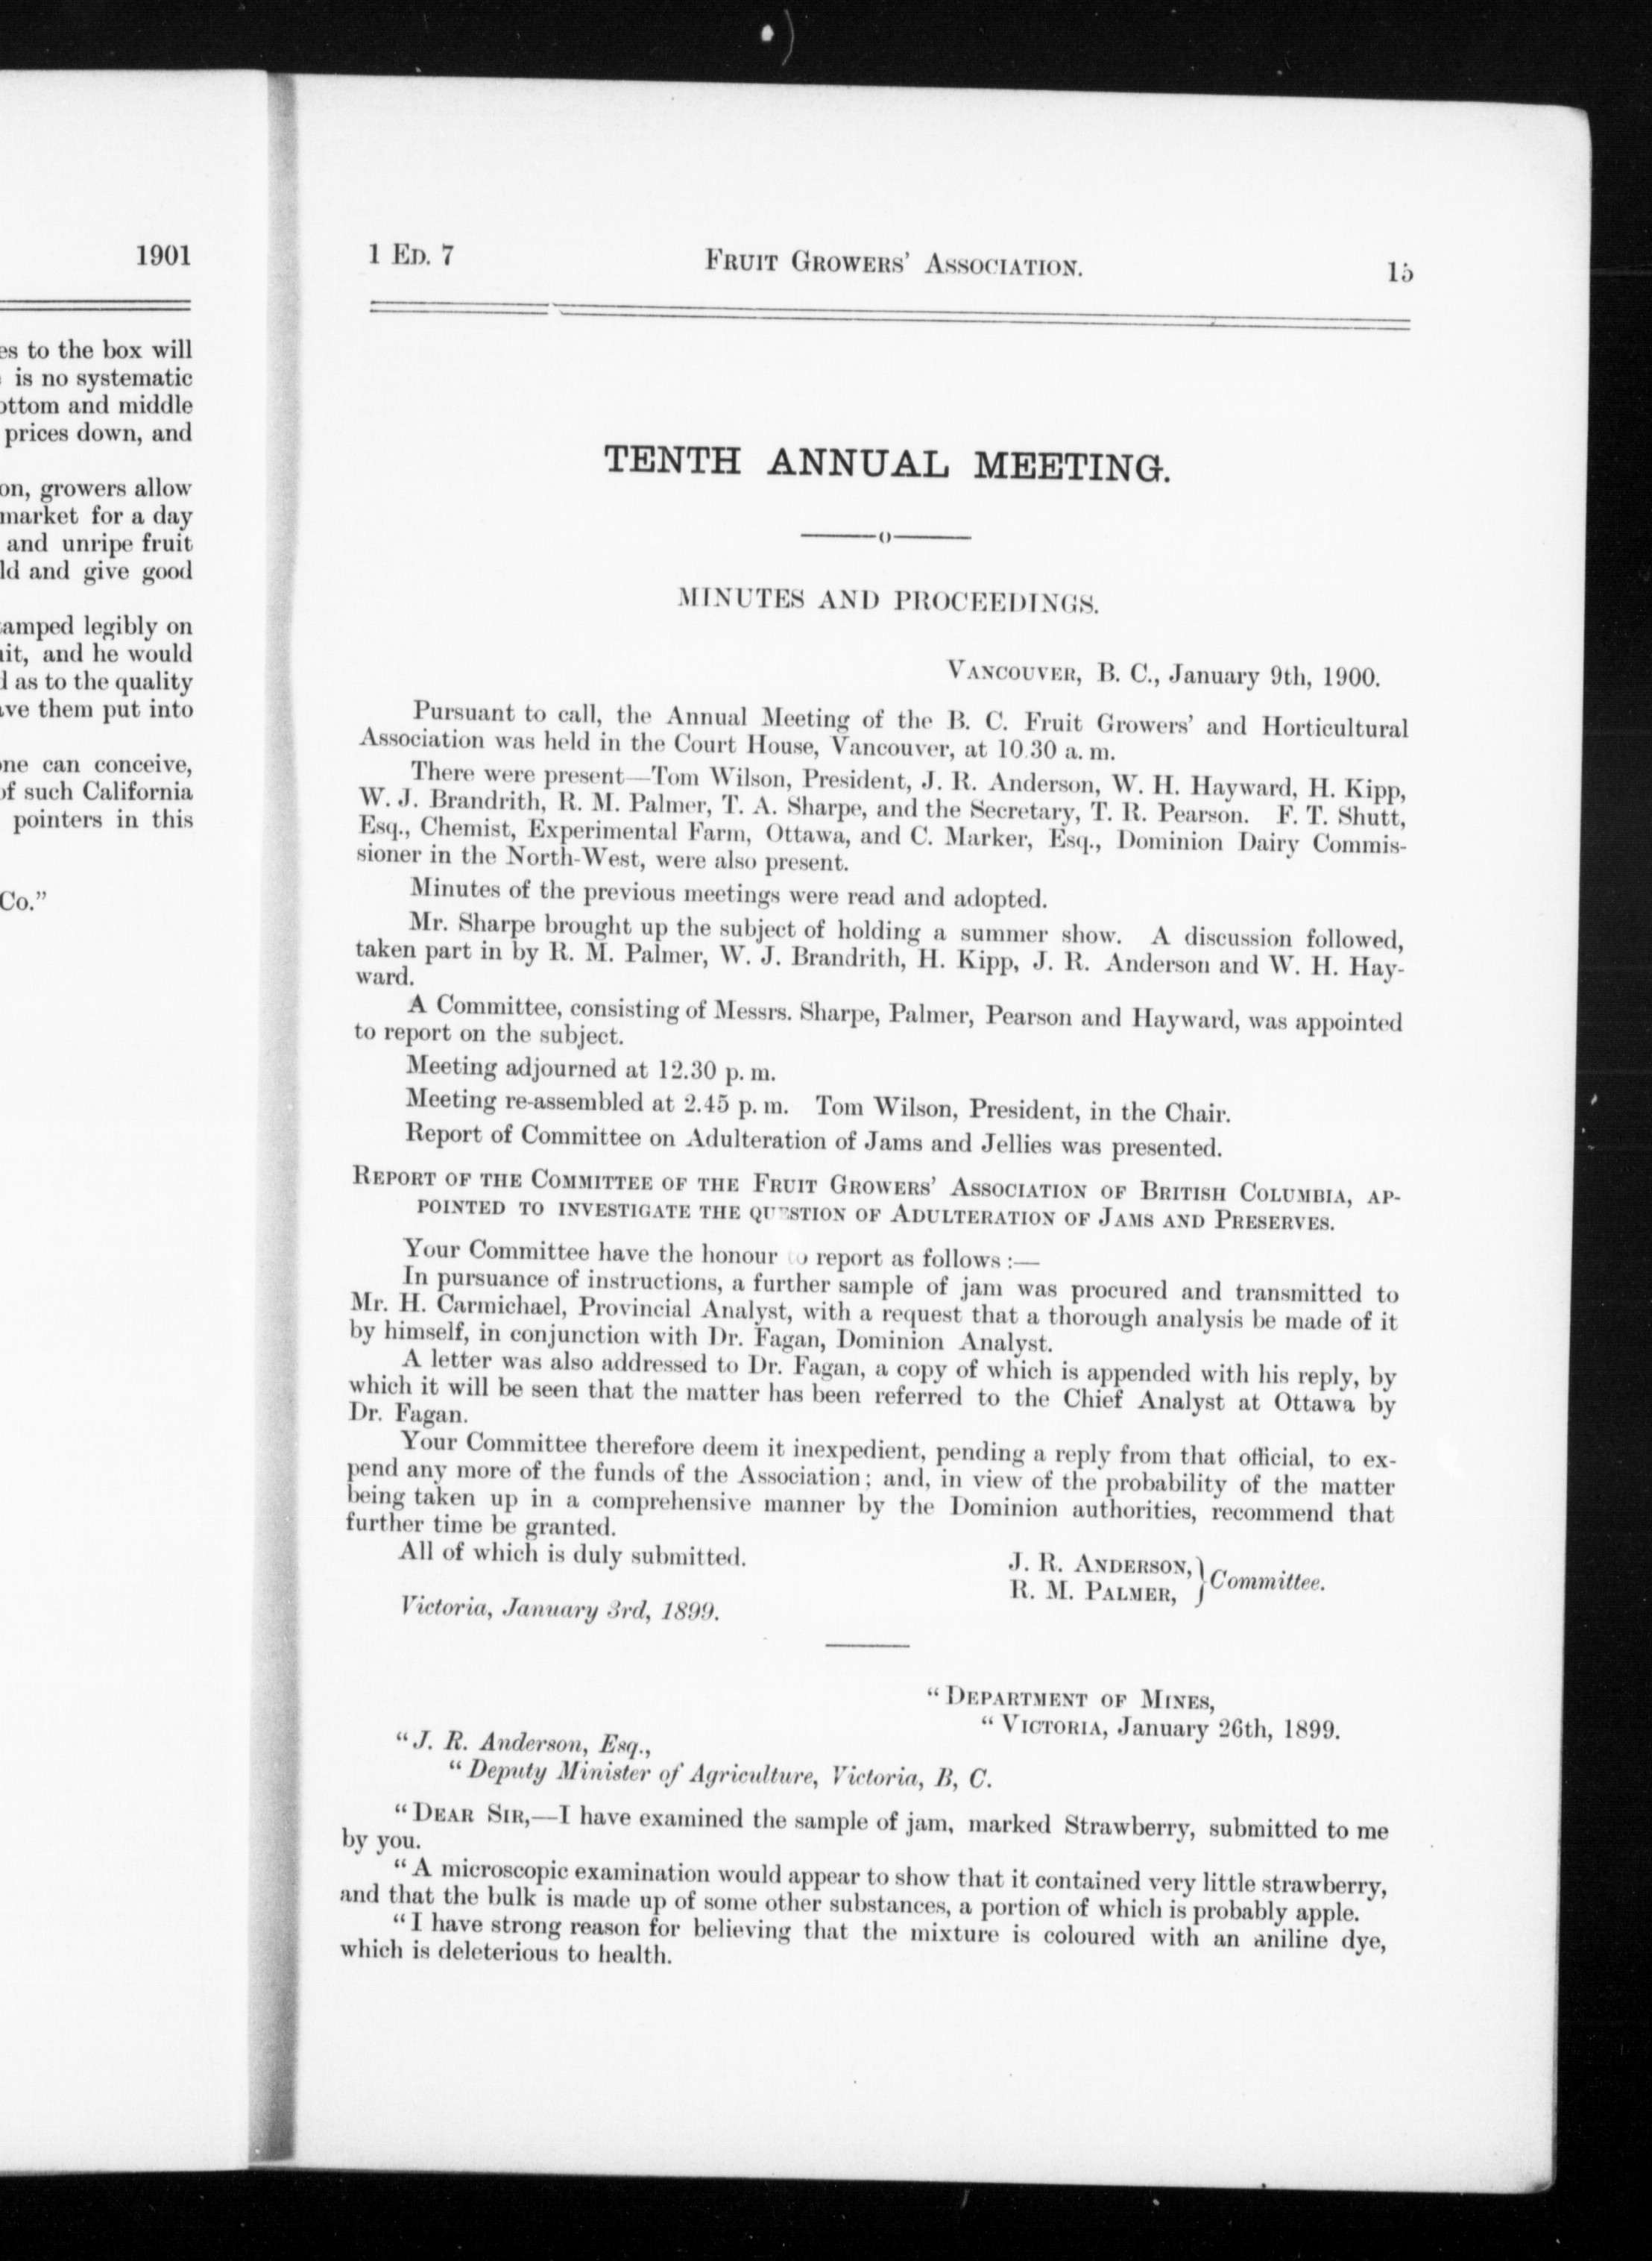 1901
es to the box will
is no systematic
ottom and middle
prices down, and
on, growers allow
market for a day
and unripe fruit
ld and give good
amped legibly on
uit, and he would
d as to the quality
ave them put into
one can conceive,
of such California
pointers in this
Co.”
1 ED. 7 FRUIT GROWERS’ ASSOCIATION. 15
TENTH ANNUAL MEETING.
MINUTES AND PROCEEDINGS.
VANCOUVER, B. C., January 9th, 1900.
Pursuant to call, the Annual Meeting of the B. C. Fruit Growers’ and Horticultural
Association was held in the Court House, Vancouver, at 10.30 a. m.
There were present—Tom Wilson, President, J. R. Anderson, W. H. Hayward, H. Kipp,
W. J. Brandrith, R. M. Palmer, T. A. Sharpe, and the Secretary, T. R. Pearson. F. T. Shutt,
Esq., Chemist, Experimental Farm, Ottawa, and C. Marker, Esq., Dominion Dairy Commis-
sioner in the North-West, were also present.
Minutes of the previous meetings were read and adopted.
Mr. Sharpe brought up the subject of holding a summer show. A discussion followed,
taken part in by R. M. Palmer, W. J. Brandrith, H. Kipp, J. R. Anderson and W. H. Hay-
ward.
A Committee, consisting of Messrs. Sharpe, Palmer, Pearson and Hayward, was appointed
to report on the subject.
Meeting adjourned at 12.30 p. m.
Meeting re-assembled at 2.45 p. m. Tom Wilson, President, in the Chair.
Report of Committee on Adulteration of Jams and Jellies was presented.
REPORT OF THE COMMITTEE OF THE FRUIT GROWERS’ ASSOCIATION OF BRITISH COLUMBIA, AP-
POINTED TO INVESTIGATE THE QUESTION OF ADULTERATION OF JAMS AND PRESERVES.
Your Committee have the honour to report as follows :—
In pursuance of instructions, a further sample of jam was procured and transmitted to
Mr. H. Carmichael, Provincial Analyst, with a request that a thorough analysis be made of it
by himself, in conjunction with Dr. Fagan, Dominion Analyst.
A letter was also addressed to Dr. Fagan, a copy of which is appended with his reply, by
which it will be seen that the matter has been referred to the Chief Analyst at Ottawa by
Dr. Fagan.
Your Committee therefore deem it inexpedient, pending a reply from that official, to ex-
pend any more of the funds of the Association; and, in view of the probability of the matter
being taken up in a comprehensive manner by the Dominion authorities, recommend that
further time be granted.
All of which is duly submitted.
J. R. ANDERSON,
R. M. PALMER, } Committee.
Victoria, January 3rd, 1899.
“DEPARTMENT OF MINES,
“VICTORIA, January 26th, 1899.
“J. R. Anderson, Esq.,
“Deputy Minister of Agriculture, Victoria, B, C.
“DEAR SIR,—I have examined the sample of jam, marked Strawberry, submitted to me
by you.
“A microscopic examination would appear to show that it contained very little strawberry,
and that the bulk is made up of some other substances, a portion of which is probably apple.
“I have strong reason for believing that the mixture is coloured with an aniline dye,
which is deleterious to health.